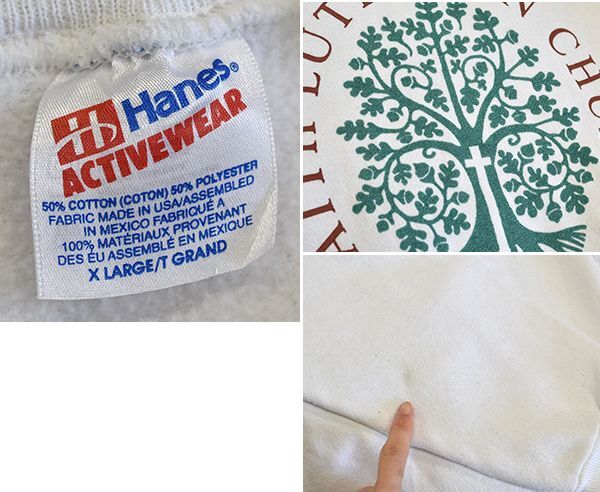 Hanes®
ACTIVEWEAR
50% COTTON (COTON) 50% POLYESTER
FABRIC MADE IN USA/ASSEMBLED
IN MEXICO FABRIQUÉ A
100% MATÉRIAUX PROVENANT
DES ÉU ASSEMBLÉ EN MEXIQUE
X LARGE/T GRAND